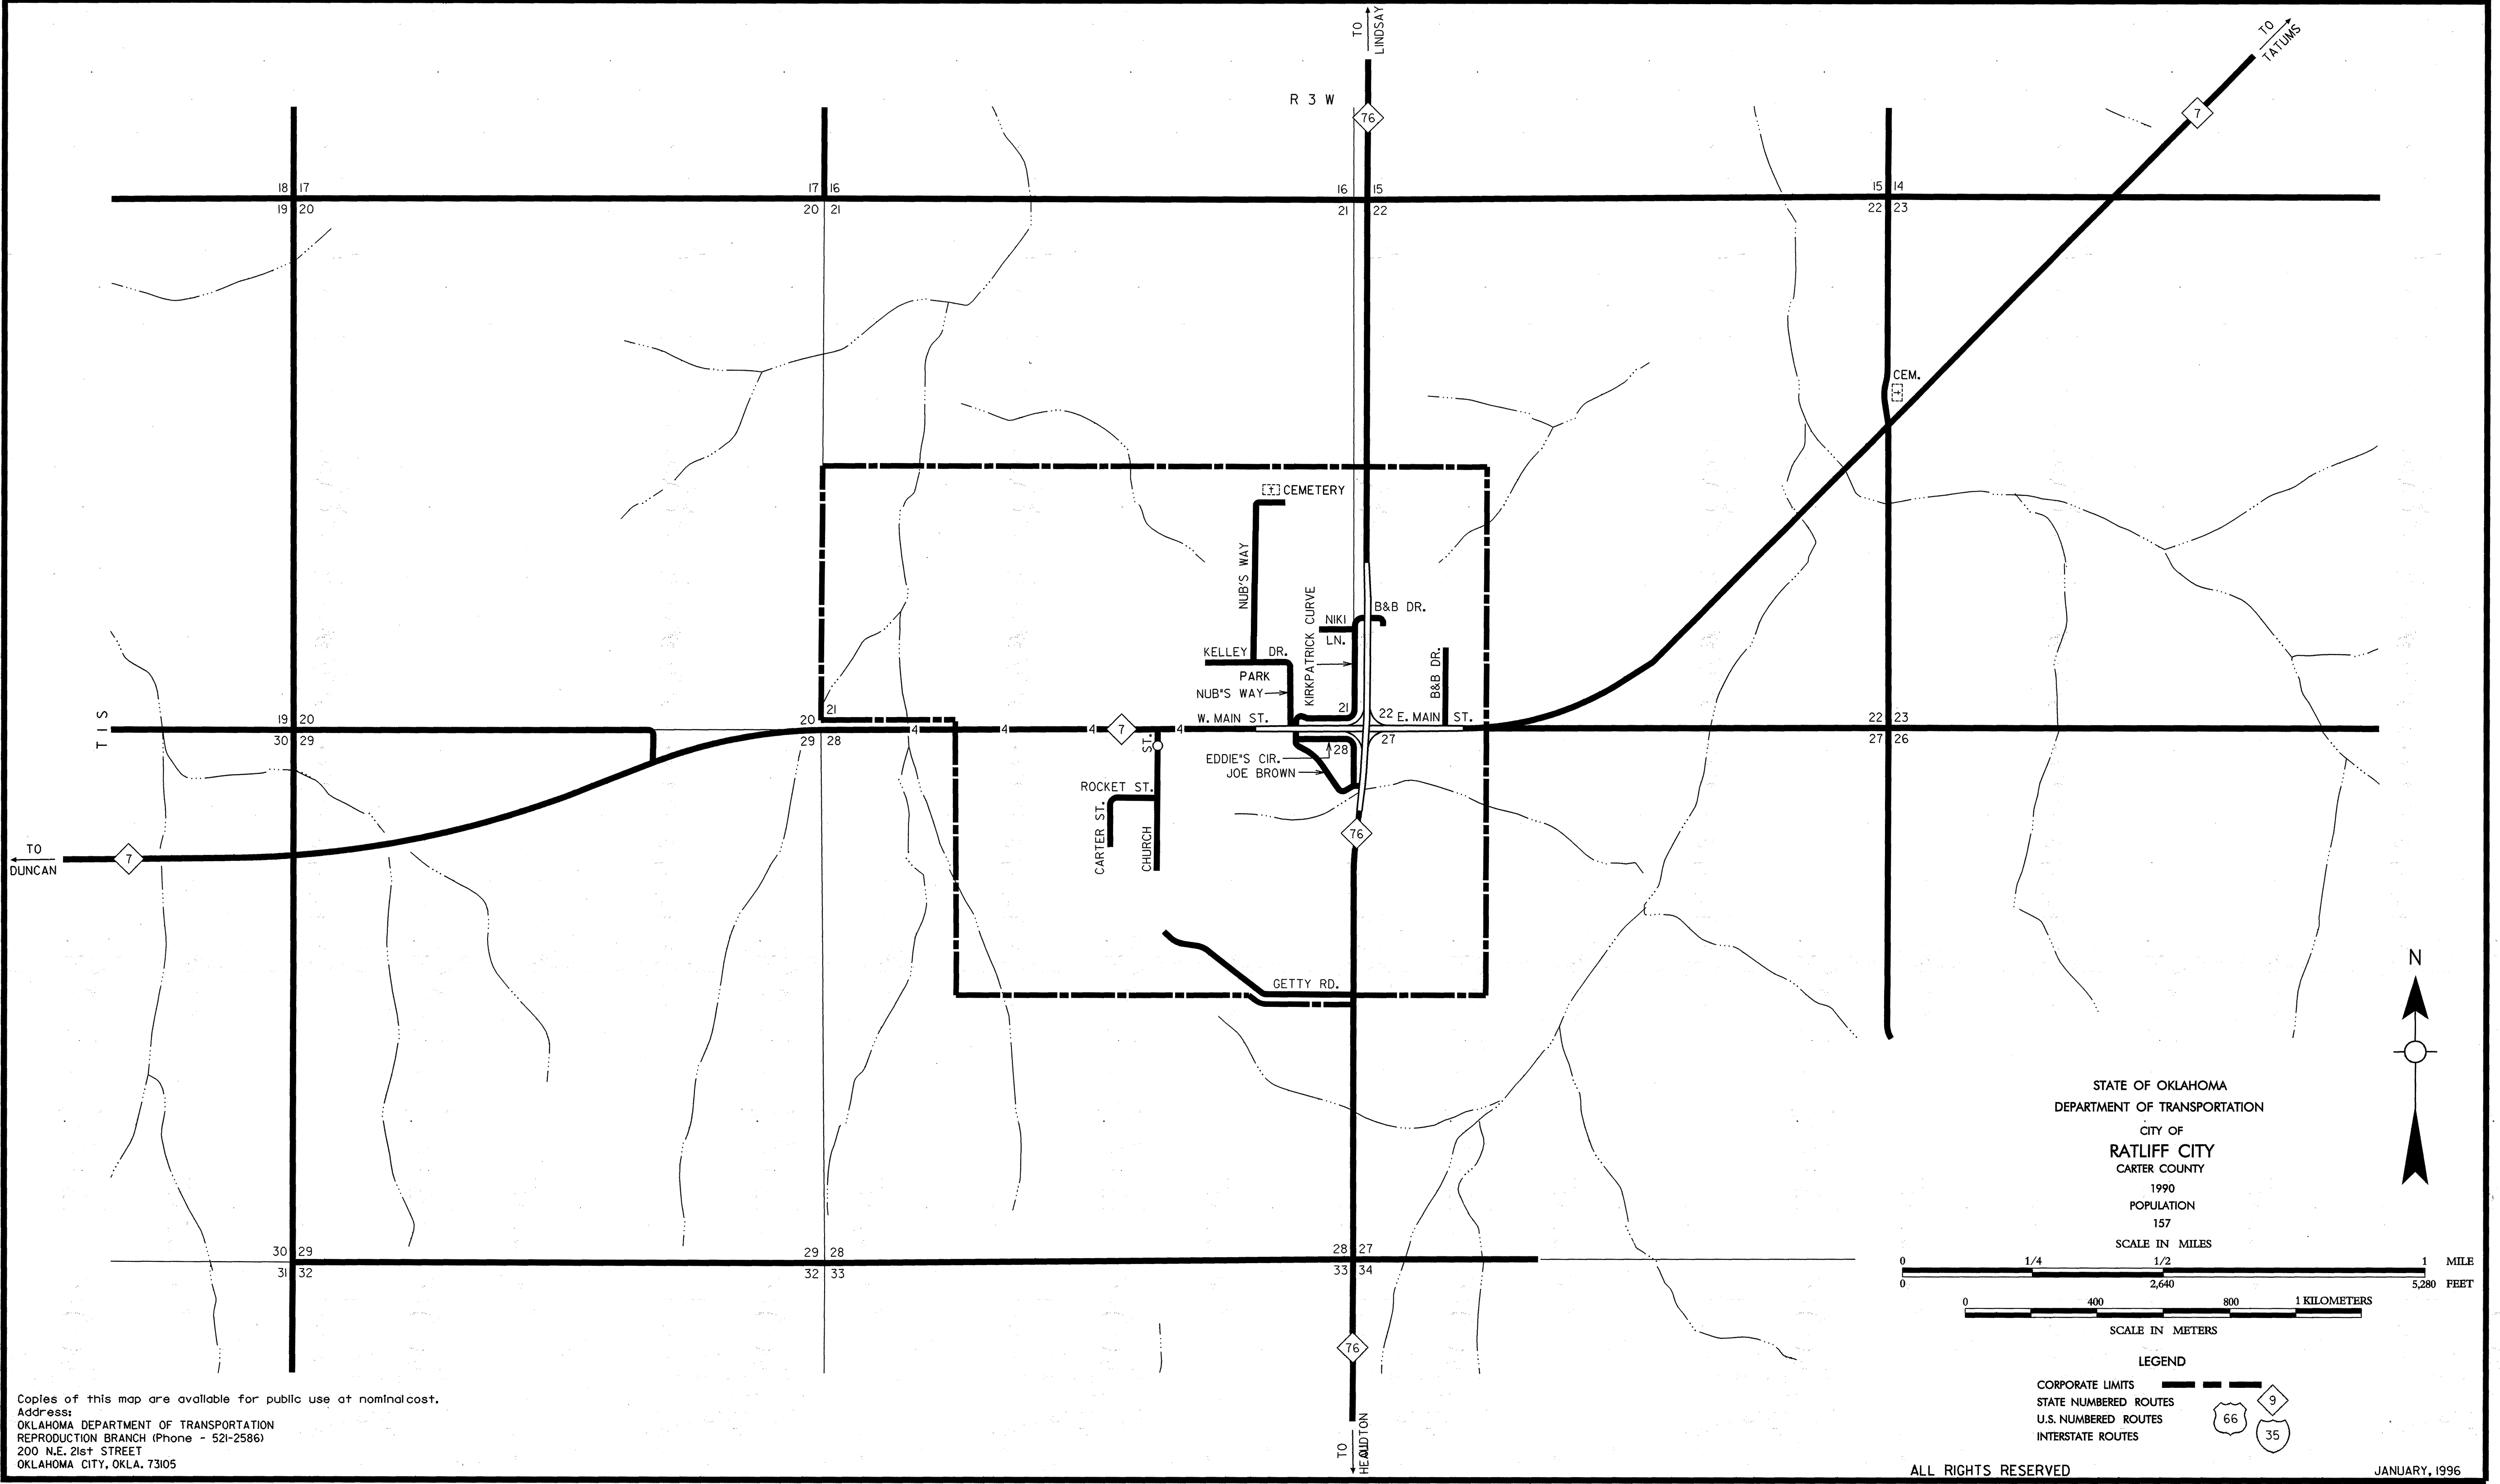 TO
LINDSAY
TO
TATUMS
R 3 W
76
7
18 17
19 20
17 16
20 21
16 15
21 22
15 14
22 23
CEM.
CEMETERY
NUB'S WAY
KIRKPATRICK CURVE
NIKI
LN.
B&B DR.
KELLEY DR.
PARK
NUB"S WAY
B&B DR.
T 1 S
19 20
30 29
20 21
29 28
4
4
4
7
4
W. MAIN ST.
21
22
E. MAIN ST.
28
27
22 23
27 26
EDDIE"S CIR.
JOE BROWN
ROCKET ST.
CARTER ST.
CHURCH ST.
76
TO
DUNCAN
7
GETTY RD.
N
30 29
31 32
29 28
32 33
28 27
33 34
76
TO
STATE OF OKLAHOMA
DEPARTMENT OF TRANSPORTATION
CITY OF
RATLIFF CITY
CARTER COUNTY
1990
POPULATION
157
SCALE IN MILES
0 1/4 1/2 1 MILE
0 2,640 5,280 FEET
0 400 800 1 KILOMETERS
SCALE IN METERS
LEGEND
CORPORATE LIMITS
STATE NUMBERED ROUTES 9
U.S. NUMBERED ROUTES 66
INTERSTATE ROUTES 35
Copies of this map are available for public use at nominal cost.
Address:
OKLAHOMA DEPARTMENT OF TRANSPORTATION
REPRODUCTION BRANCH (Phone - 521-2586)
200 N.E. 21st STREET
OKLAHOMA CITY, OKLA. 73105
ALL RIGHTS RESERVED
JANUARY, 1996